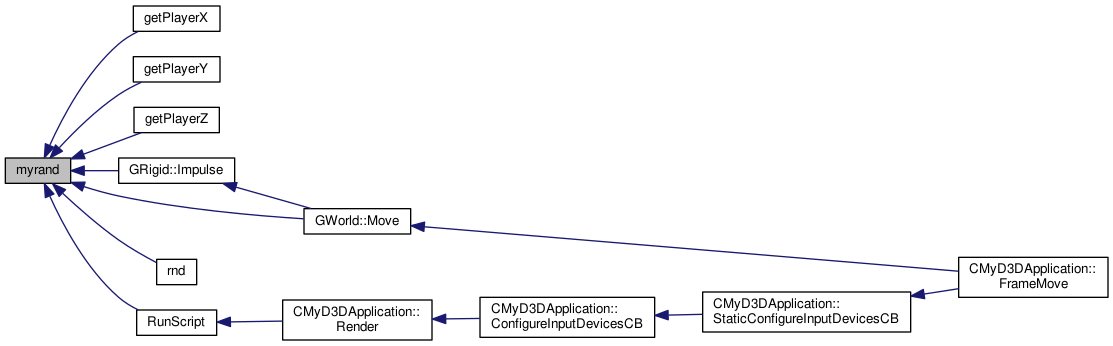 getPlayerX
getPlayerY
getPlayerZ
myrand
GRigid::Impulse
GWorld::Move
rnd
CMyD3DApplication::
FrameMove
RunScript
CMyD3DApplication::
Render
CMyD3DApplication::
ConfigureInputDevicesCB
CMyD3DApplication::
StaticConfigureInputDevicesCB